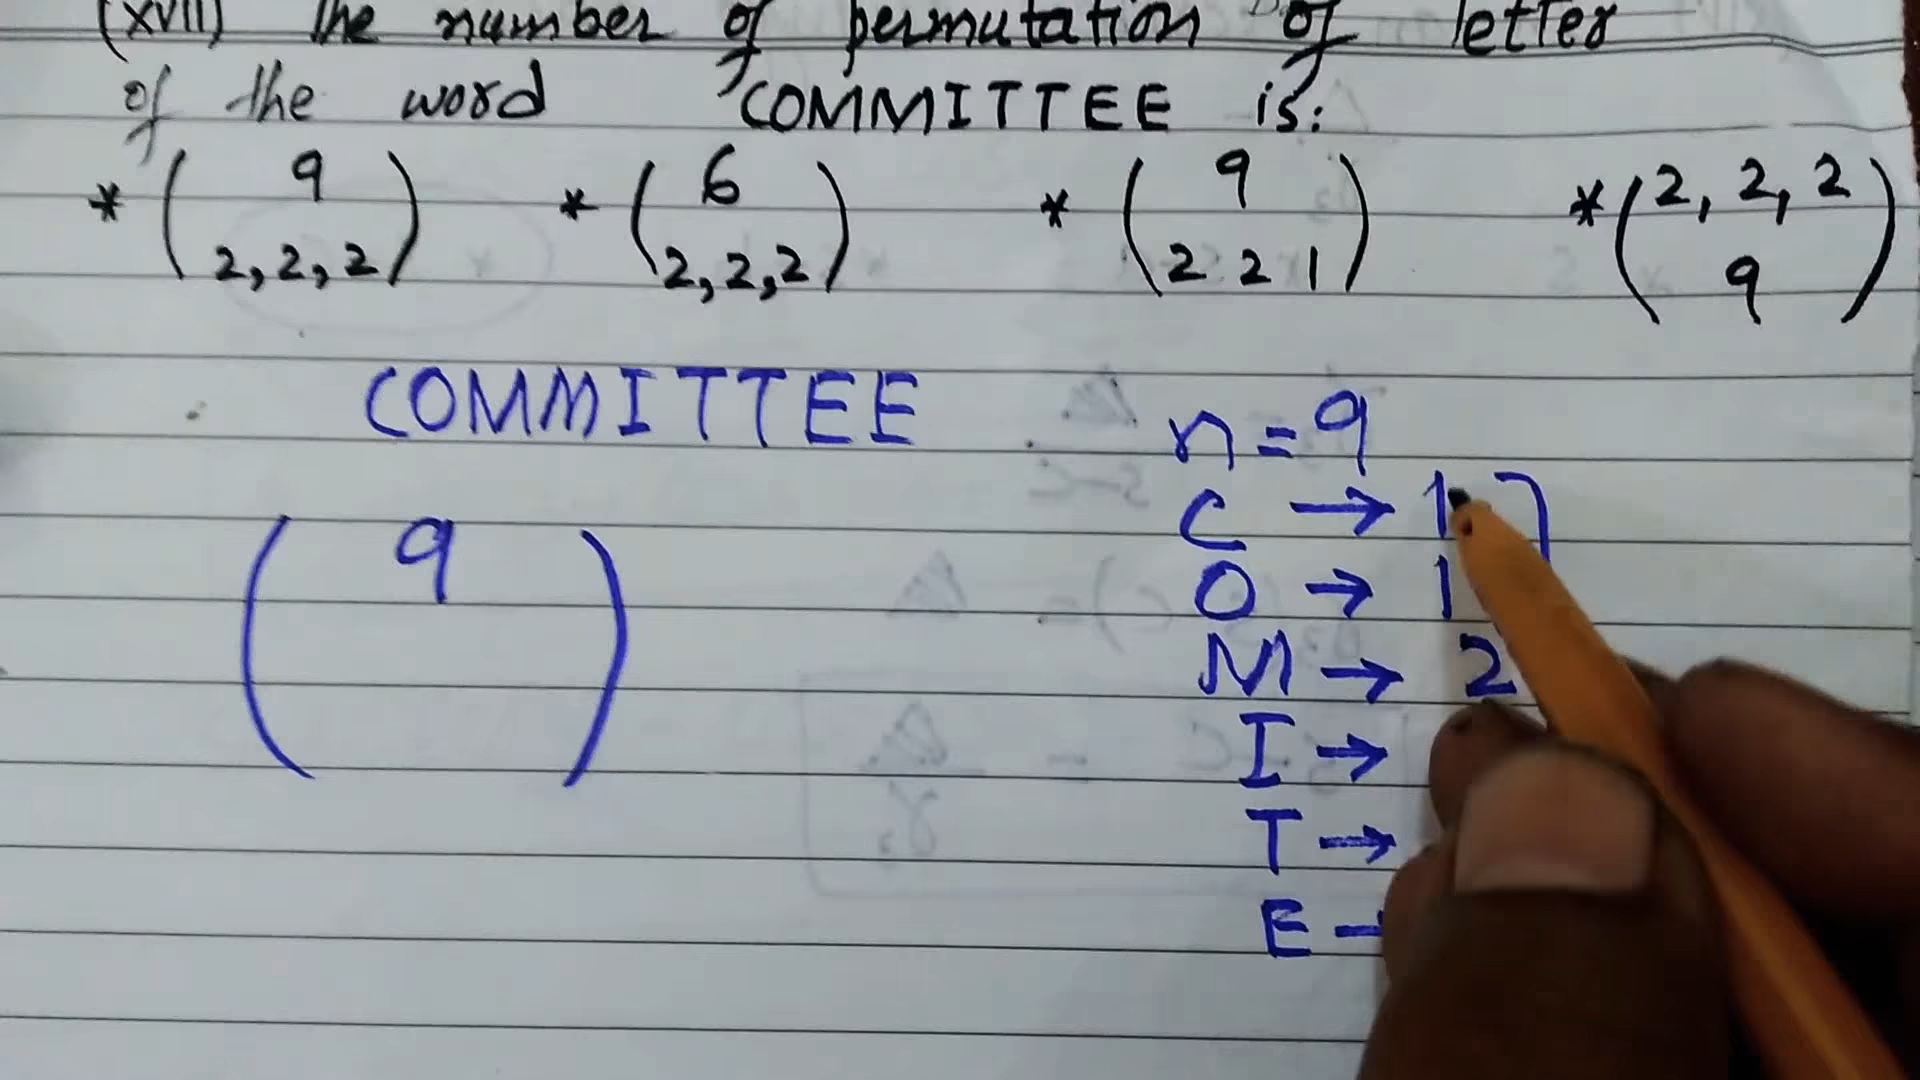 (xvii) The number of permutation of letter
of the word COMMITTEE is:
* (9 / 2, 2, 2) * (6 / 2, 2, 2) * (9 / 2 2 1) * (2, 2, 2 / 9)
COMMITTEE
n = 9
( 9 )
C → 1
O → 1
M → 2
I →
T →
E →